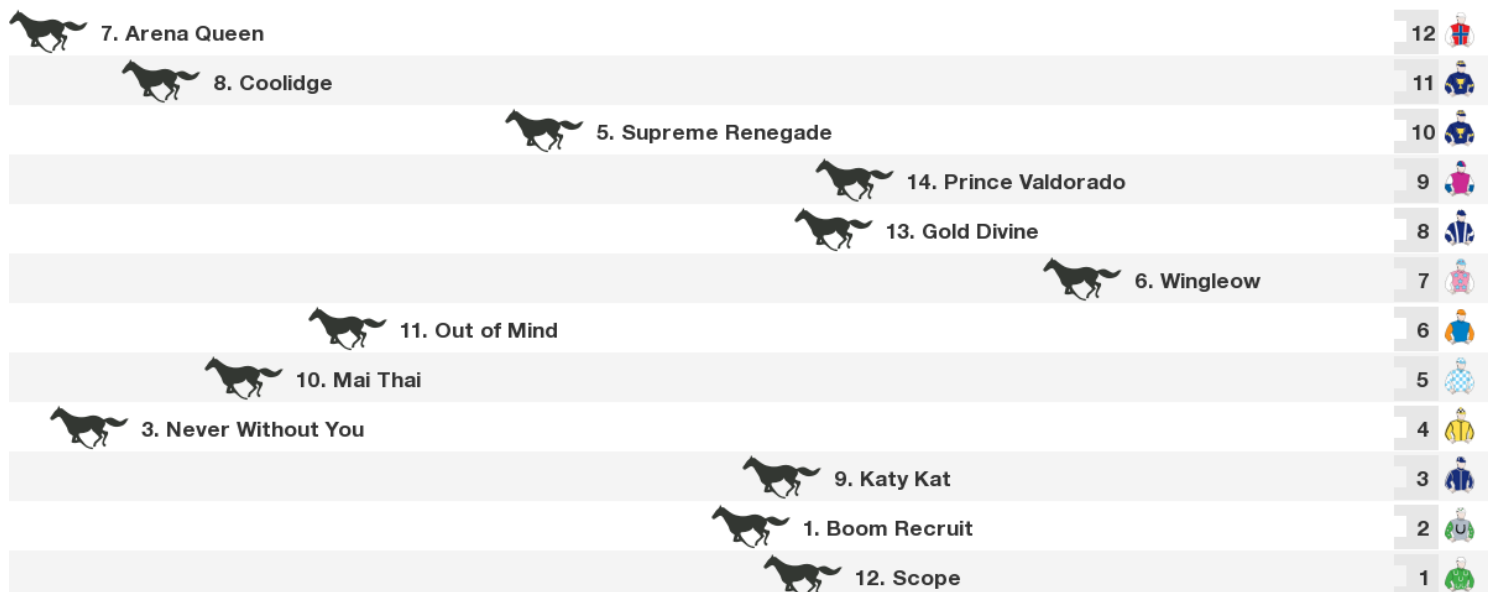 7. Arena Queen 12
8. Coolidge 11
5. Supreme Renegade 10
14. Prince Valdorado 9
13. Gold Divine 8
6. Wingleow 7
11. Out of Mind 6
10. Mai Thai 5
3. Never Without You 4
9. Katy Kat 3
1. Boom Recruit 2
12. Scope 1